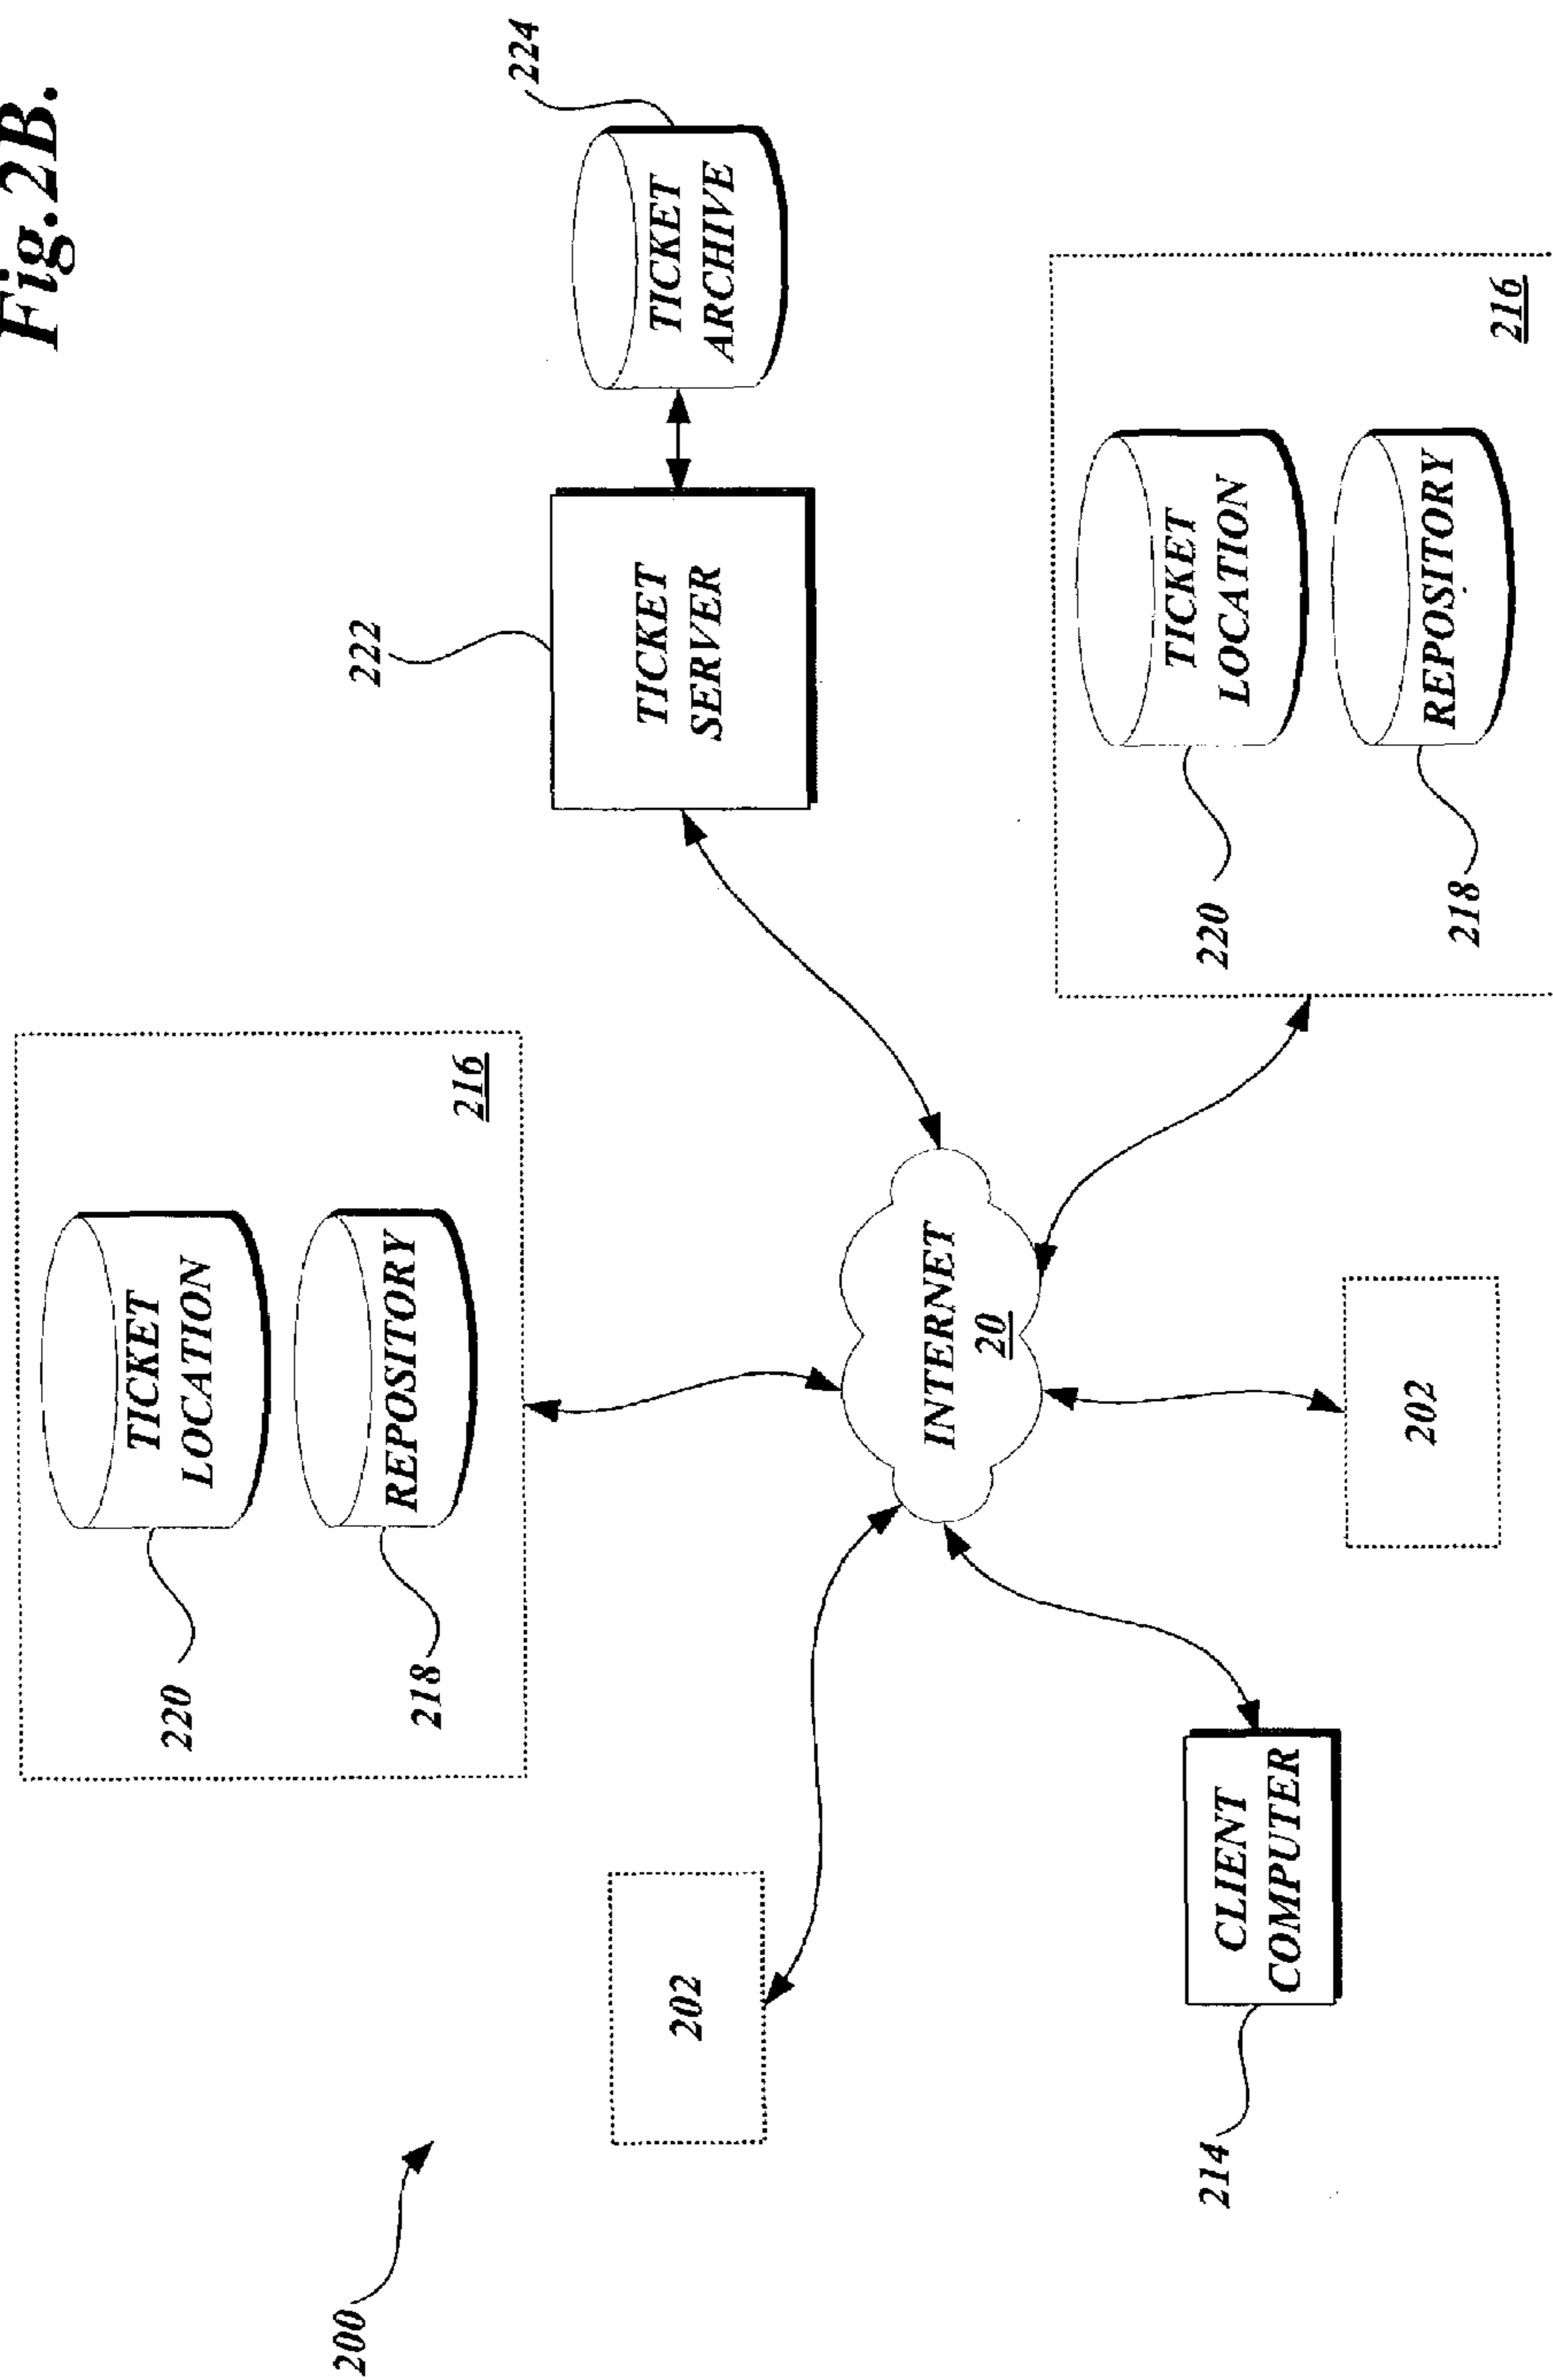 Fig.2B.
200
220
TICKET
LOCATION
218
REPOSITORY
216
222
TICKET
SERVER
224
TICKET
ARCHIVE
202
INTERNET
20
214
CLIENT
COMPUTER
202
220
TICKET
LOCATION
218
REPOSITORY
216